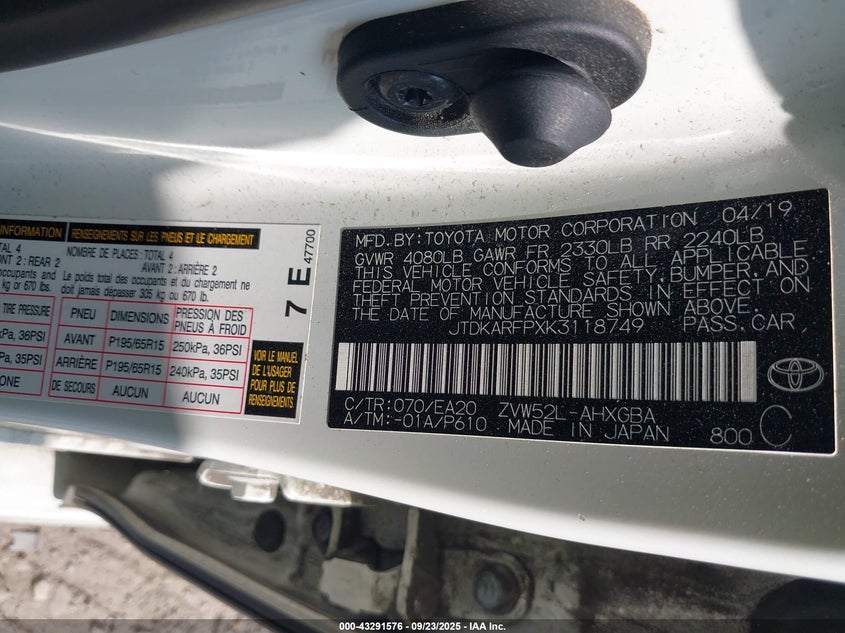 INFORMATION
RENSEIGNEMENTS SUR LES PNEUS ET LE CHARGEMENT
TAL 4
NOMBRE DE PLACES: TOTAL 4
ONT 2 : REAR 2
AVANT 2 : ARRIÈRE 2
occupants and
g or 670 lbs.
Le poids total des occupants et du chargement ne
doit jamais dépasser 305 kg ou 670 lb.
TIRE PRESSURE
kPa, 36PSI
kPa, 35PSI
ONE
PNEU DIMENSIONS PRESSION DES PNEUS À FROID
AVANT P195/65R15 250kPa, 36PSI
ARRIÈRE P195/65R15 240kPa, 35PSI
DE SECOURS AUCUN AUCUN
VOIR LE MANUEL
DE L'USAGER
POUR PLUS DE
RENSEIGNEMENTS
7 E
47700
MFD.BY:TOYOTA MOTOR CORPORATION 04/19
GVWR 4080LB GAWR FR 2330LB RR 2240LB
THIS VEHICLE CONFORMS TO ALL APPLICABLE
FEDERAL MOTOR VEHICLE SAFETY,BUMPER,AND
THEFT PREVENTION STANDARDS IN EFFECT ON
THE DATE OF MANUFACTURE SHOWN ABOVE.
JTDKARFPXK3118749 PASS.CAR
C/TR:070/EA20 ZVW52L-AHXGBA
A/TM:-01A/P610 MADE IN JAPAN 800 C
TOYOTA
000-43291576 - 09/23/2025 - IAA Inc.